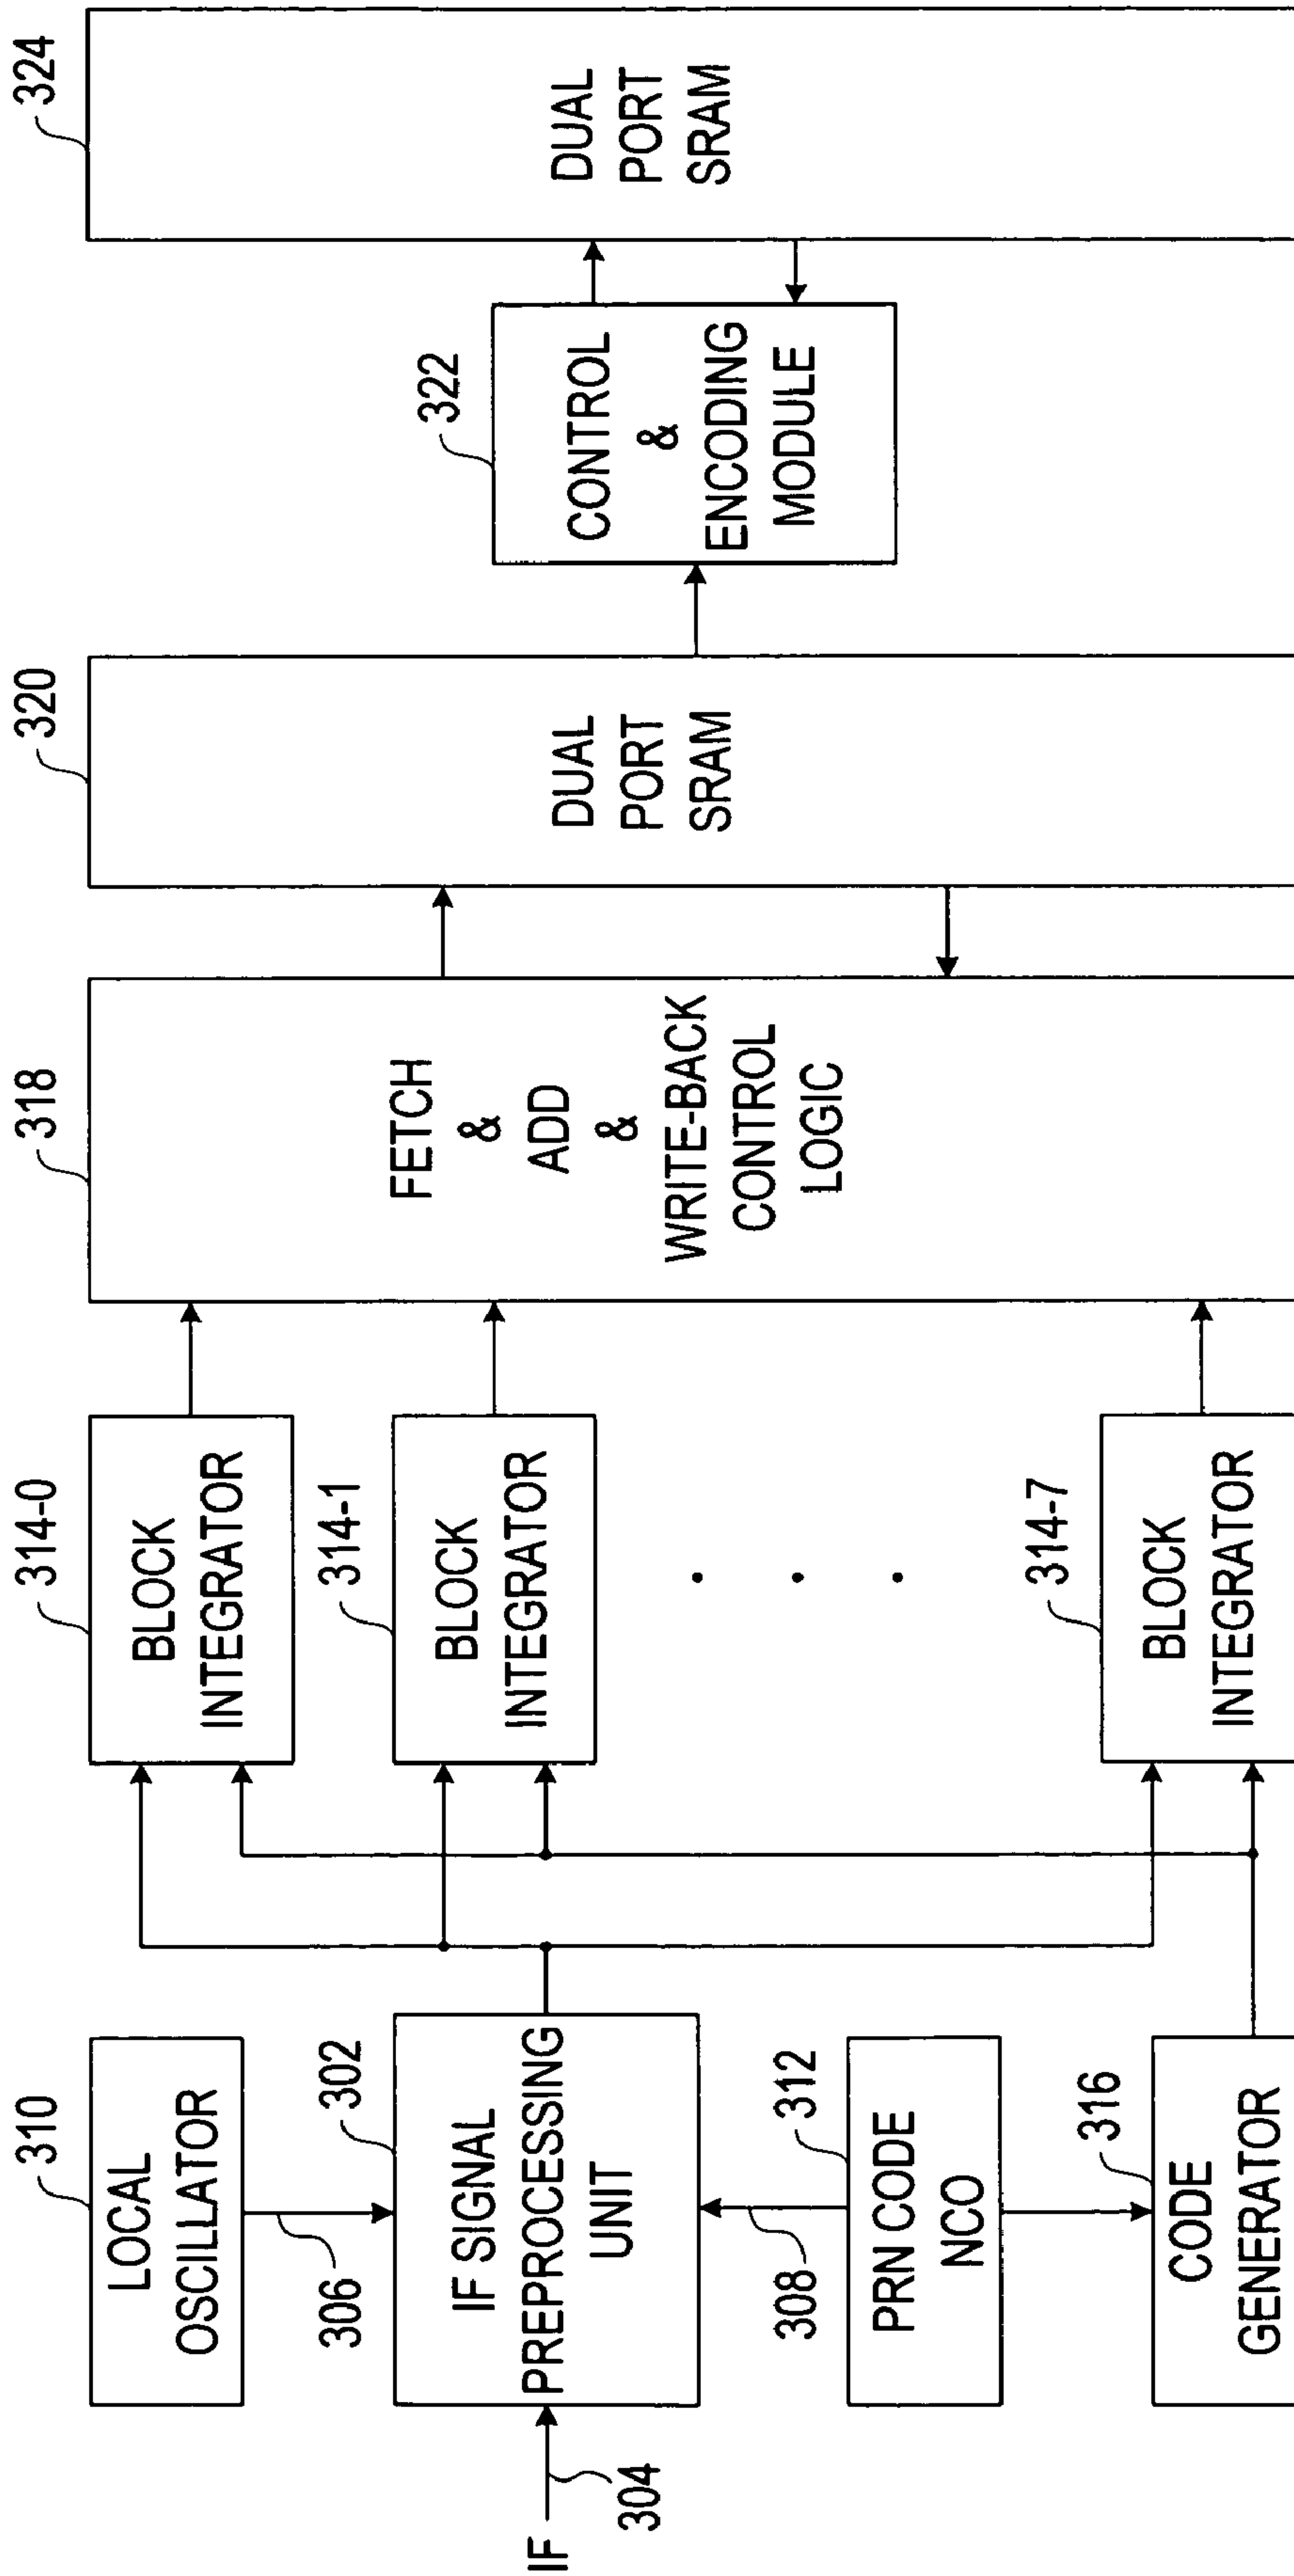 310
LOCAL
OSCILLATOR
306
IF
304
302
IF SIGNAL
PREPROCESSING
UNIT
308
312
PRN CODE
NCO
316
CODE
GENERATOR
314-0
BLOCK
INTEGRATOR
314-1
BLOCK
INTEGRATOR
314-7
BLOCK
INTEGRATOR
318
FETCH
&
ADD
&
WRITE-BACK
CONTROL
LOGIC
320
DUAL
PORT
SRAM
322
CONTROL
&
ENCODING
MODULE
324
DUAL
PORT
SRAM